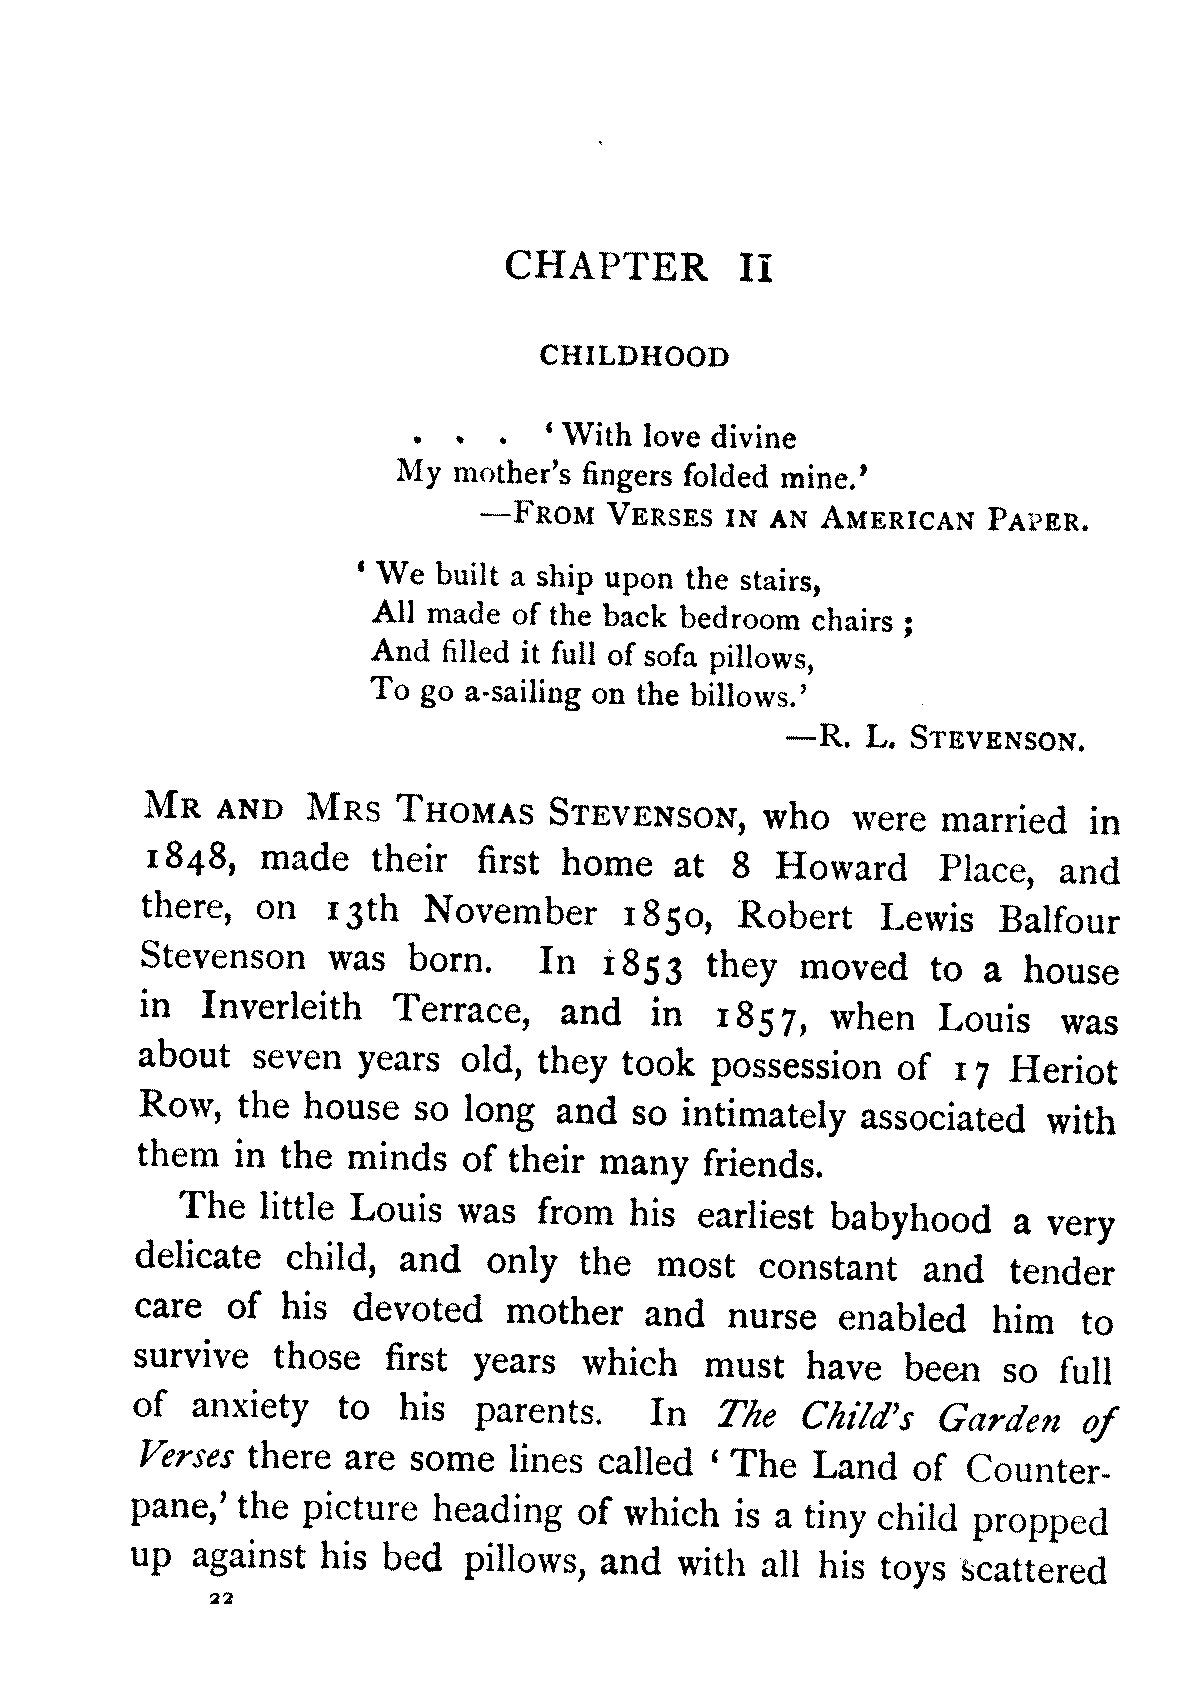 CHAPTER II
CHILDHOOD
. . . ‘With love divine
My mother’s fingers folded mine.’
—FROM VERSES IN AN AMERICAN PAPER.
‘We built a ship upon the stairs,
All made of the back bedroom chairs;
And filled it full of sofa pillows,
To go a-sailing on the billows.’
—R. L. STEVENSON.
MR AND MRS THOMAS STEVENSON, who were married in
1848, made their first home at 8 Howard Place, and
there, on 13th November 1850, Robert Lewis Balfour
Stevenson was born. In 1853 they moved to a house
in Inverleith Terrace, and in 1857, when Louis was
about seven years old, they took possession of 17 Heriot
Row, the house so long and so intimately associated with
them in the minds of their many friends.
The little Louis was from his earliest babyhood a very
delicate child, and only the most constant and tender
care of his devoted mother and nurse enabled him to
survive those first years which must have been so full
of anxiety to his parents. In The Child’s Garden of
Verses there are some lines called ‘The Land of Counter-
pane,’ the picture heading of which is a tiny child propped
up against his bed pillows, and with all his toys scattered
22